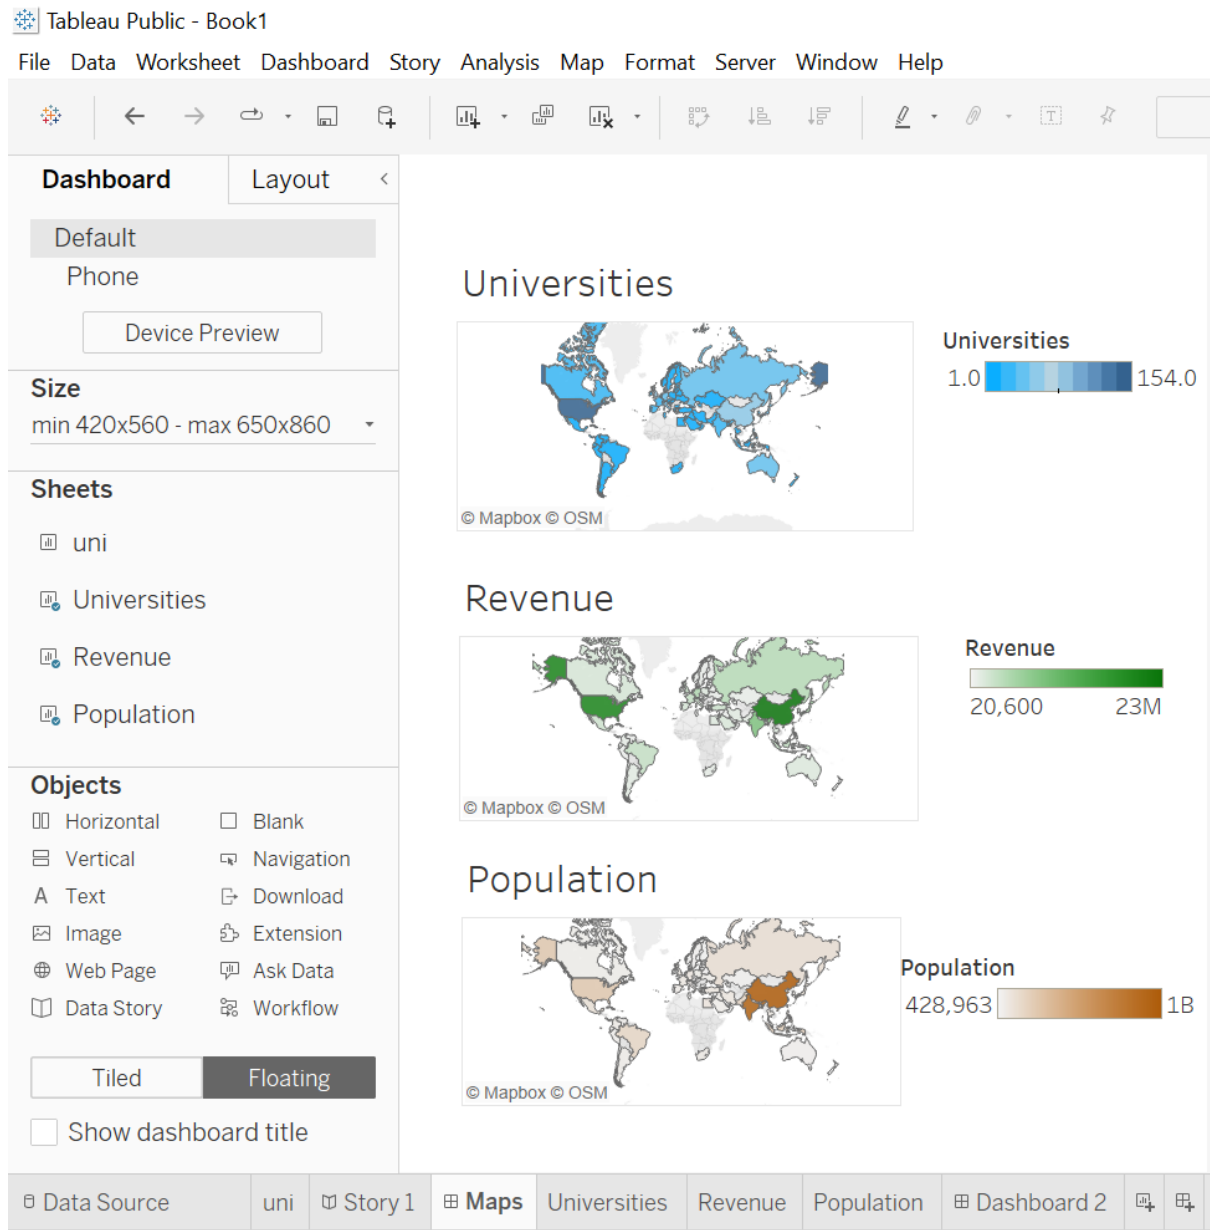 Tableau Public - Book1
File Data Worksheet Dashboard Story Analysis Map Format Server Window Help
Dashboard Layout
Default
Phone
Device Preview
Size
min 420x560 - max 650x860
Sheets
uni
Universities
Revenue
Population
Objects
Horizontal Blank
Vertical Navigation
A Text Download
Image Extension
Web Page Ask Data
Data Story Workflow
Tiled Floating
Show dashboard title
Universities
© Mapbox © OSM
Universities
1.0 154.0
Revenue
© Mapbox © OSM
Revenue
20,600 23M
Population
© Mapbox © OSM
Population
428,963 1B
Data Source uni Story 1 Maps Universities Revenue Population Dashboard 2